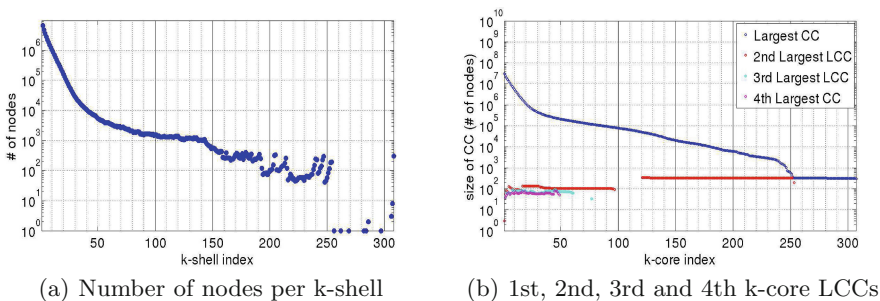 10^6
10^5
10^4
10^3
10^2
10^1
10^0
# of nodes
50 100 150 200 250 300
k-shell index
(a) Number of nodes per k-shell
10^10
10^9
10^8
10^7
10^6
10^5
10^4
10^3
10^2
10^1
10^0
size of CC (# of nodes)
Largest CC
2nd Largest LCC
3rd Largest LCC
4th Largest CC
50 100 150 200 250 300
k-core index
(b) 1st, 2nd, 3rd and 4th k-core LCCs